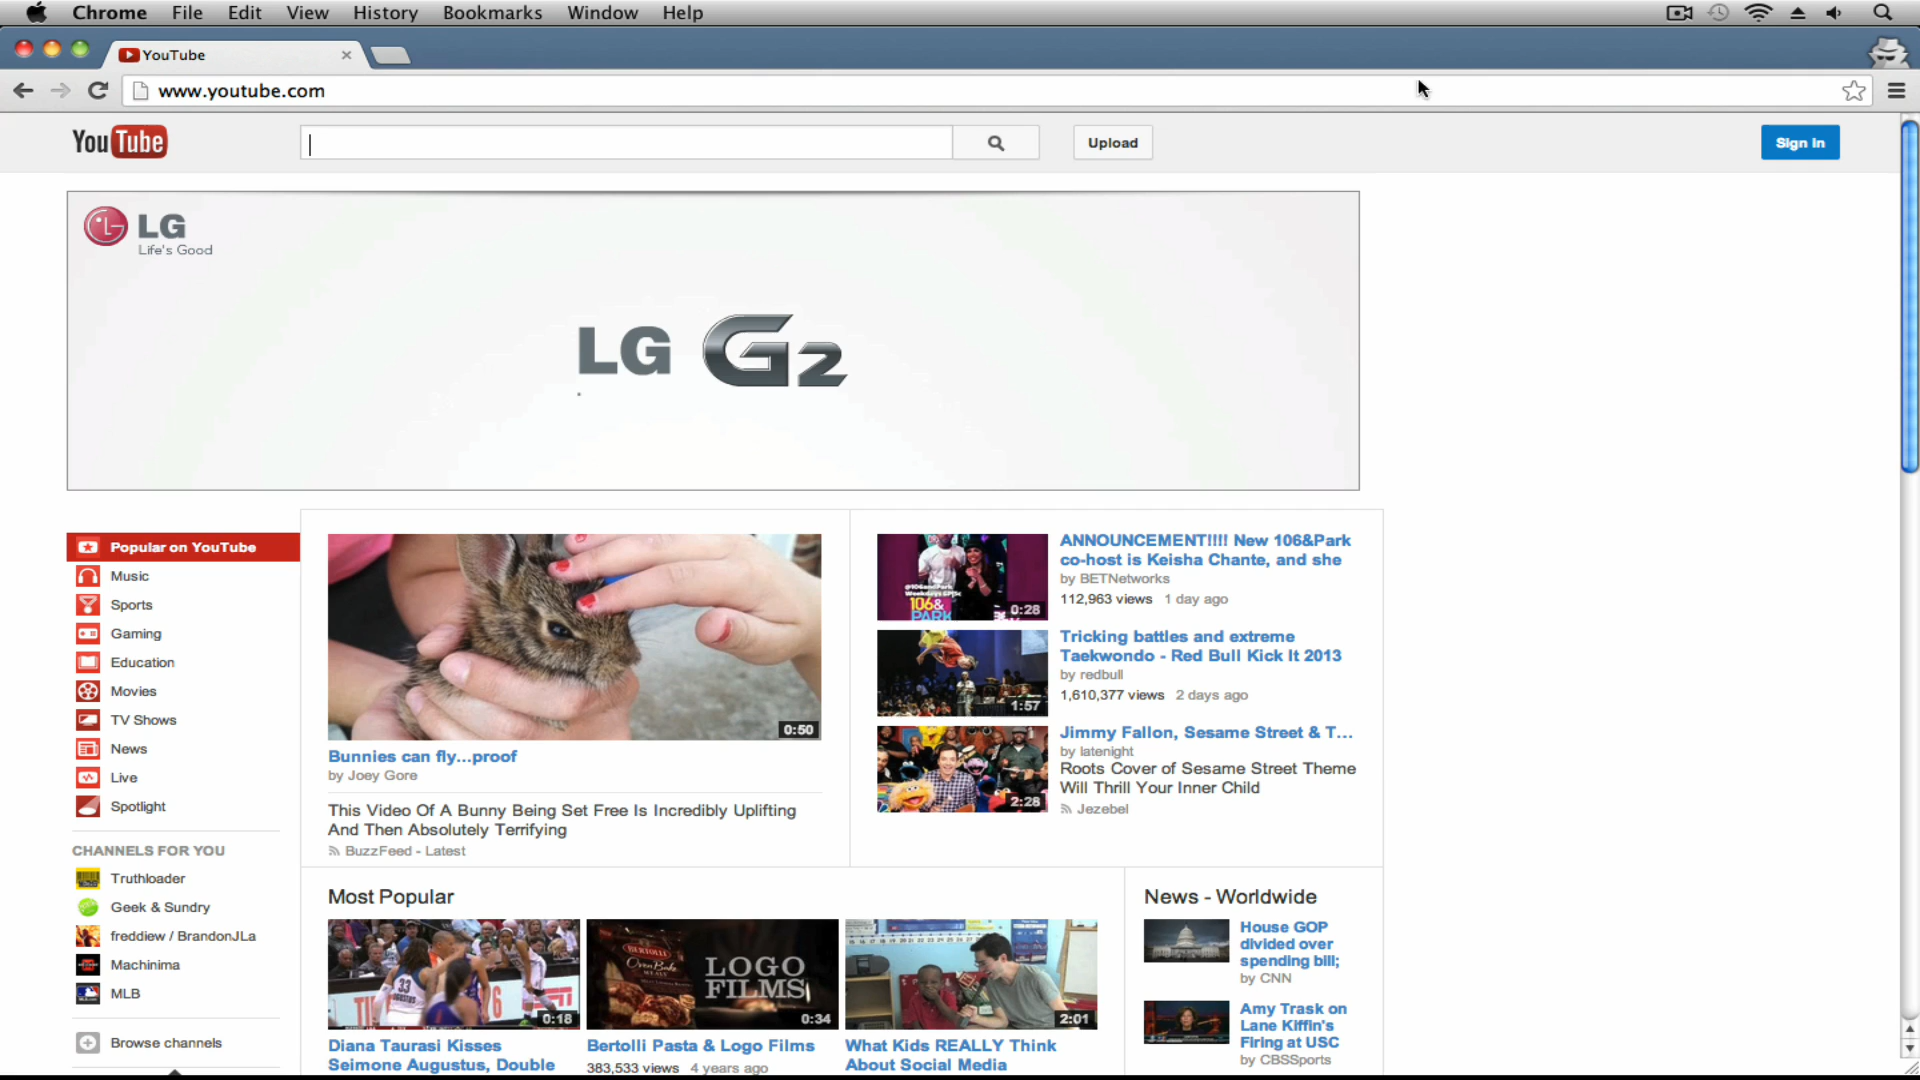 Chrome File Edit View History Bookmarks Window Help
YouTube
www.youtube.com
YouTube
Upload
Sign In
LG
Life's Good
LG G2
Popular on YouTube
Music
Sports
Gaming
Education
Movies
TV Shows
News
Live
Spotlight
CHANNELS FOR YOU
Truthloader
Geek & Sundry
freddiew / BrandonJLa
Machinima
MLB
Browse channels
0:50
Bunnies can fly...proof
by Joey Gore
This Video Of A Bunny Being Set Free Is Incredibly Uplifting
And Then Absolutely Terrifying
BuzzFeed - Latest
106&
PARK
0:28
ANNOUNCEMENT!!!! New 106&Park
co-host is Keisha Chante, and she
by BETNetworks
112,963 views 1 day ago
1:57
Tricking battles and extreme
Taekwondo - Red Bull Kick It 2013
by redbull
1,610,377 views 2 days ago
2:28
Jimmy Fallon, Sesame Street & T...
by latenight
Roots Cover of Sesame Street Theme
Will Thrill Your Inner Child
Jezebel
Most Popular
33
0:18
Diana Taurasi Kisses
Seimone Augustus, Double
BERTOLLI
Oven Bake
LOGO
FILMS
0:34
Bertolli Pasta & Logo Films
383,533 views 4 years ago
2:01
What Kids REALLY Think
About Social Media
News - Worldwide
House GOP
divided over
spending bill;
by CNN
Amy Trask on
Lane Kiffin's
Firing at USC
by CBSSports